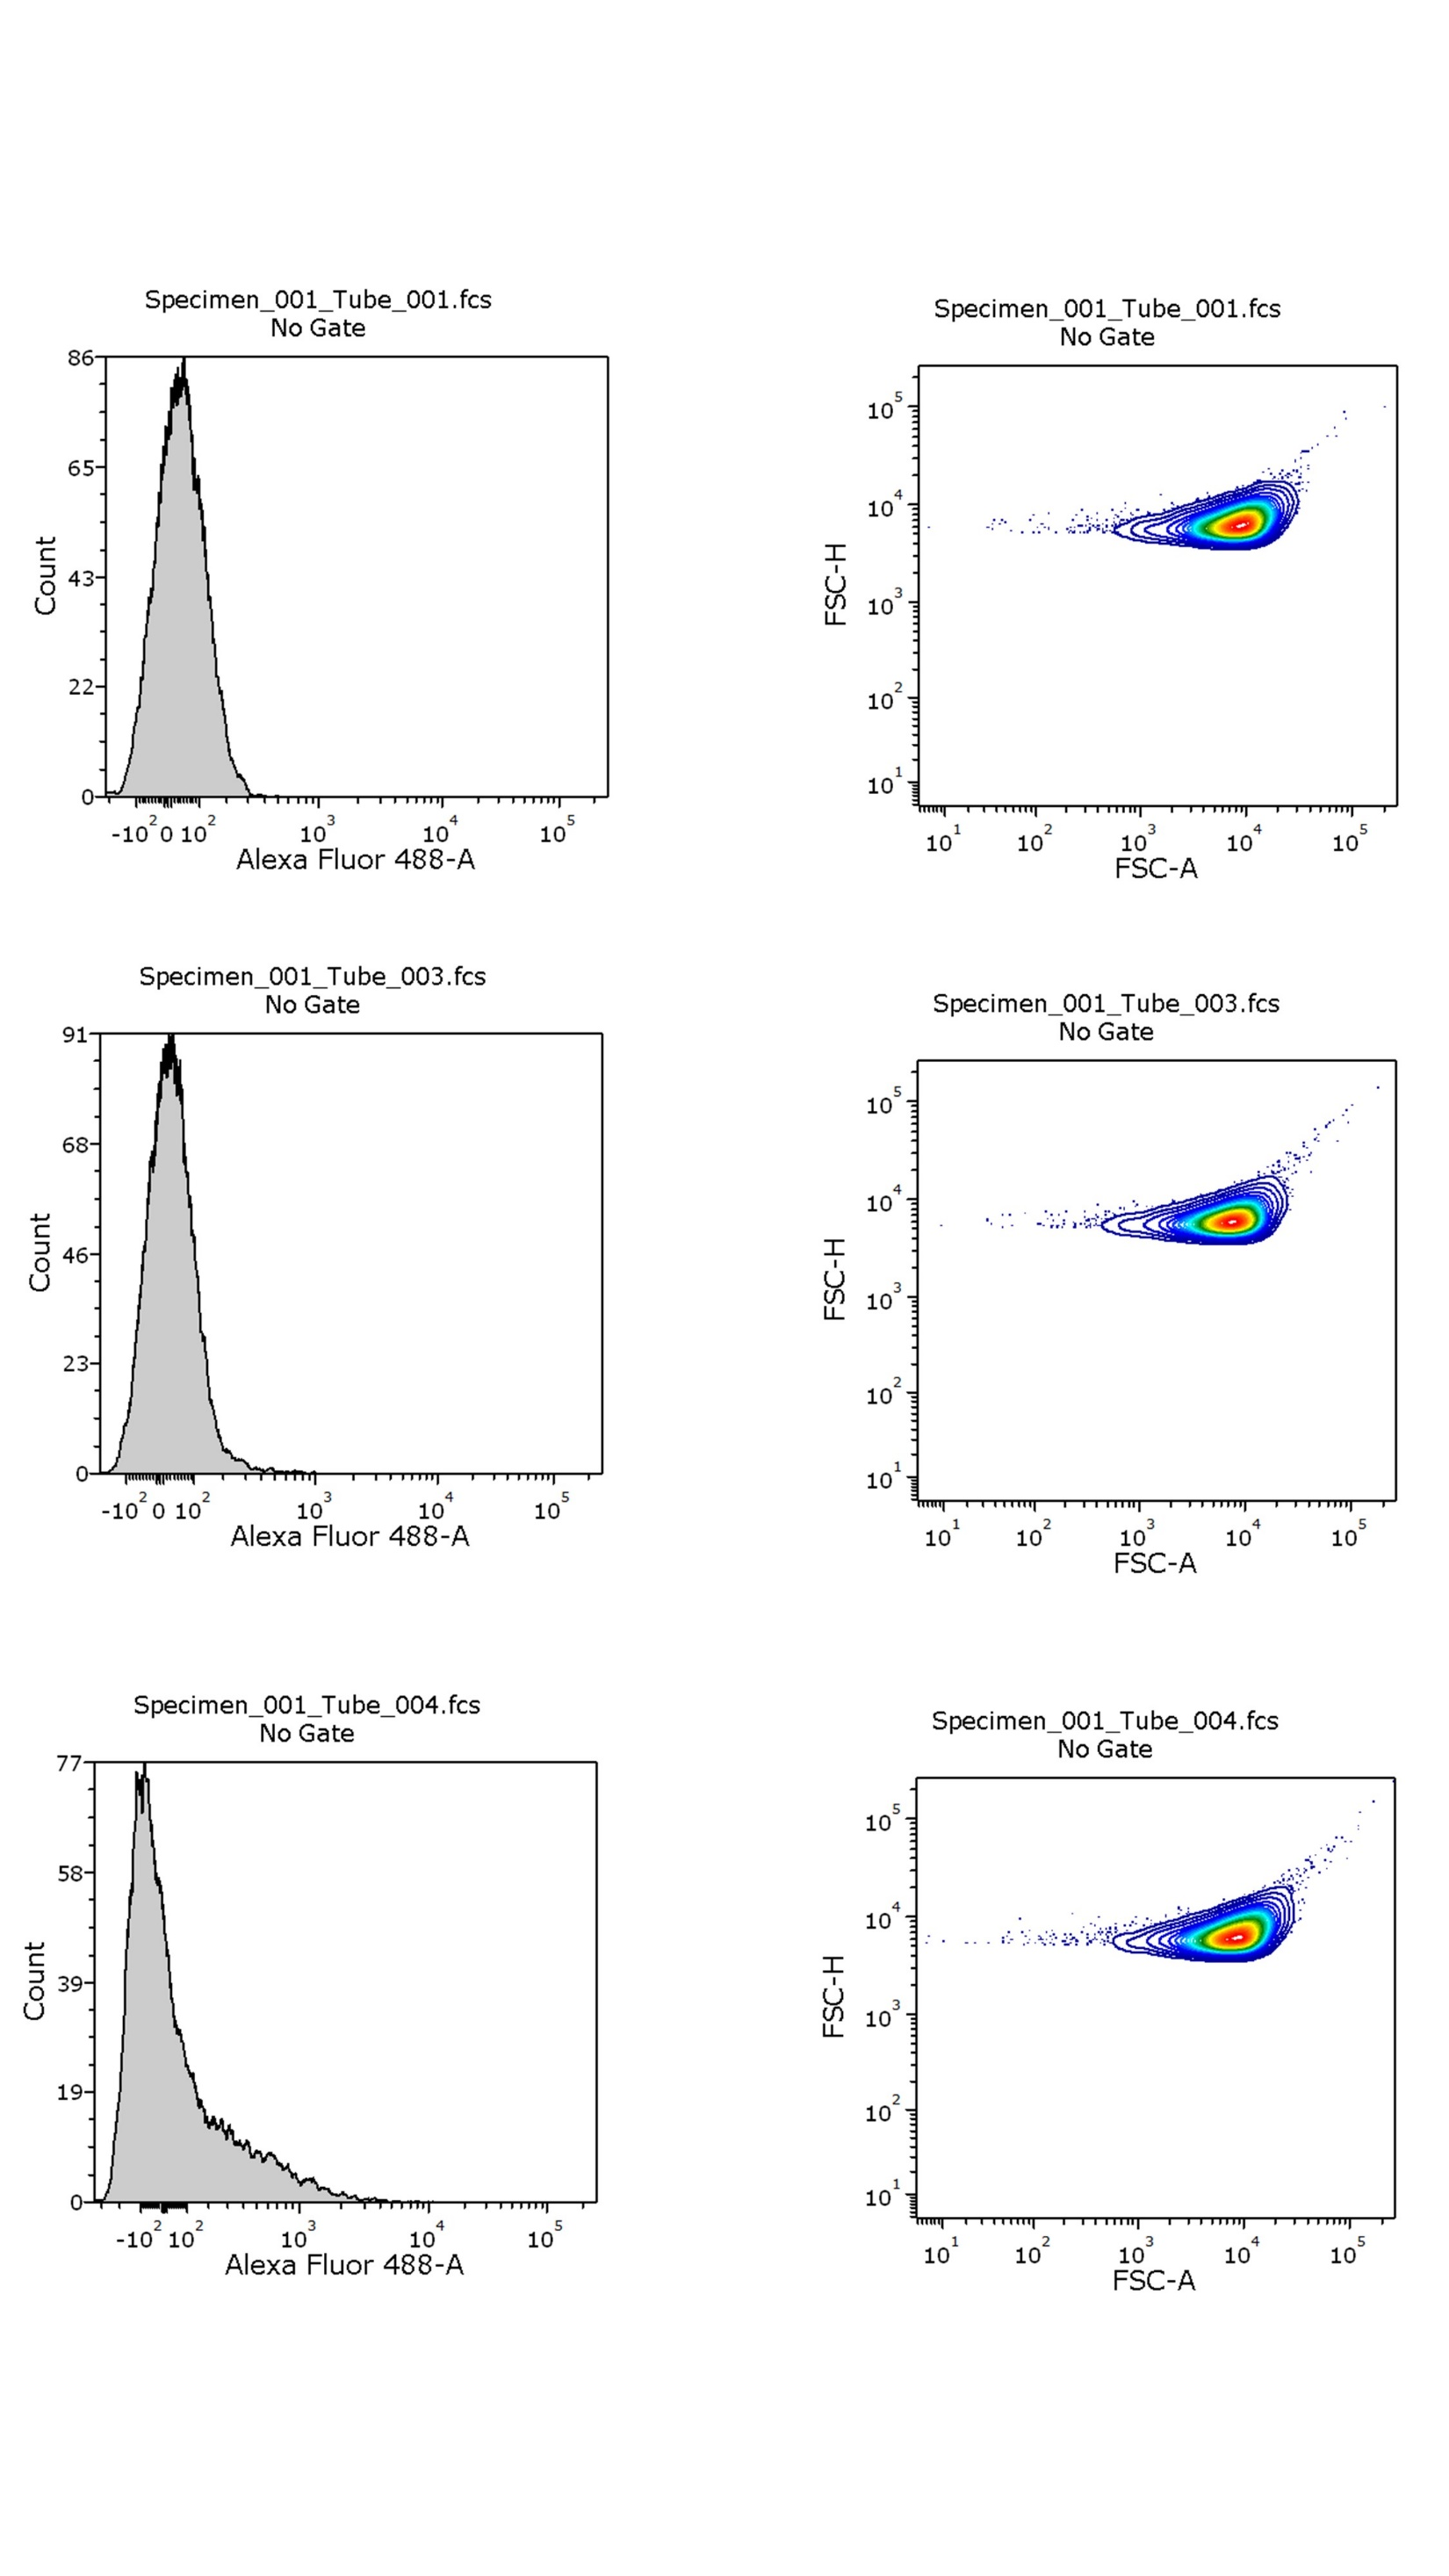 Specimen_001_Tube_001.fcs
No Gate
86
65
43
22
0
Count
-10² 0 10² 10³ 10⁴ 10⁵
Alexa Fluor 488-A
Specimen_001_Tube_001.fcs
No Gate
10⁵
10⁴
10³
10²
10¹
FSC-H
10¹ 10² 10³ 10⁴ 10⁵
FSC-A
Specimen_001_Tube_003.fcs
No Gate
91
68
46
23
0
Count
-10² 0 10² 10³ 10⁴ 10⁵
Alexa Fluor 488-A
Specimen_001_Tube_003.fcs
No Gate
10⁵
10⁴
10³
10²
10¹
FSC-H
10¹ 10² 10³ 10⁴ 10⁵
FSC-A
Specimen_001_Tube_004.fcs
No Gate
77
58
39
19
0
Count
-10² 10² 10³ 10⁴ 10⁵
Alexa Fluor 488-A
Specimen_001_Tube_004.fcs
No Gate
10⁵
10⁴
10³
10²
10¹
FSC-H
10¹ 10² 10³ 10⁴ 10⁵
FSC-A